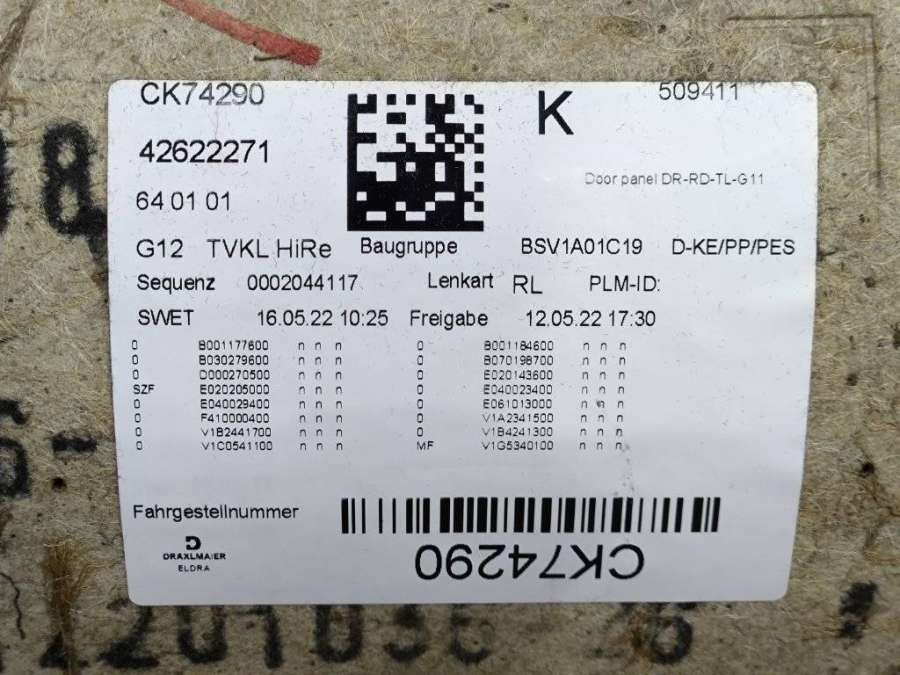 CK74290 K 509411
42622271
Door panel DR-RD-TL-G11
64 01 01
G12 TVKL HiRe Baugruppe BSV1A01C19 D-KE/PP/PES
Sequenz 0002044117 Lenkart RL PLM-ID:
SWET 16.05.22 10:25 Freigabe 12.05.22 17:30
0 B001177600 n n n 0 B001184600 n n n
0 B030279600 n n n 0 B070198700 n n n
0 D000270500 n n n 0 E020143600 n n n
SZF E020205000 n n n 0 E040023400 n n n
0 E040029400 n n n 0 E061013000 n n
0 F410000400 n n n 0 V1A2341500 n n n
0 V1B2441700 n n n 0 V1B4241300 n n n
0 V1C0541100 n n n MF V1G5340100 n n n
Fahrgestellnummer
DRÄXLMAIER
ELDRA
CK74290